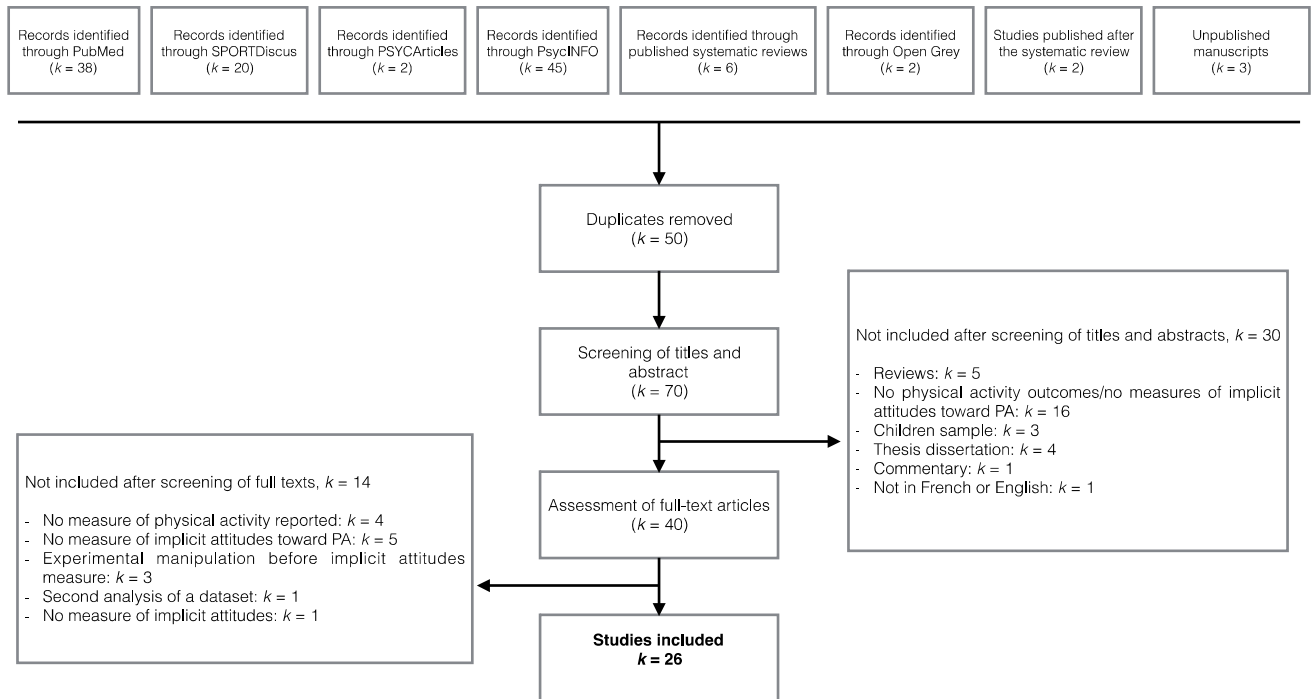 Records identified
through PubMed
(k = 38)
Records identified
through SPORTDiscus
(k = 20)
Records identified
through PSYCArticles
(k = 2)
Records identified
through PsycINFO
(k = 45)
Records identified through
published systematic reviews
(k = 6)
Records identified
through Open Grey
(k = 2)
Studies published after
the systematic review
(k = 2)
Unpublished
manuscripts
(k = 3)
Duplicates removed
(k = 50)
Screening of titles and
abstract
(k = 70)
Not included after screening of titles and abstracts, k = 30
- Reviews: k = 5
- No physical activity outcomes/no measures of implicit
attitudes toward PA: k = 16
- Children sample: k = 3
- Thesis dissertation: k = 4
- Commentary: k = 1
- Not in French or English: k = 1
Assessment of full-text articles
(k = 40)
Not included after screening of full texts, k = 14
- No measure of physical activity reported: k = 4
- No measure of implicit attitudes toward PA: k = 5
- Experimental manipulation before implicit attitudes
measure: k = 3
- Second analysis of a dataset: k = 1
- No measure of implicit attitudes: k = 1
Studies included
k = 26